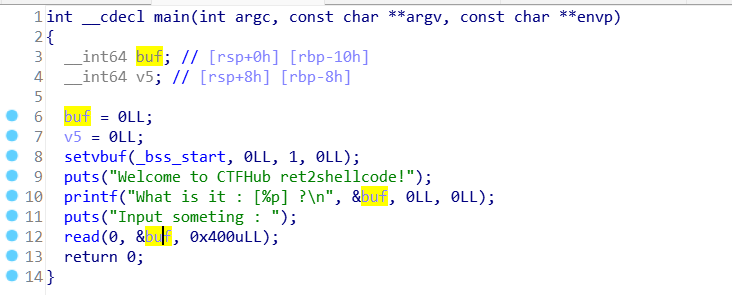 1 int __cdecl main(int argc, const char **argv, const char **envp)
2 {
3 __int64 buf; // [rsp+0h] [rbp-10h]
4 __int64 v5; // [rsp+8h] [rbp-8h]
5
6 buf = 0LL;
7 v5 = 0LL;
8 setvbuf(_bss_start, 0LL, 1, 0LL);
9 puts("Welcome to CTFHub ret2shellcode!");
10 printf("What is it : [%p] ?\n", &buf, 0LL, 0LL);
11 puts("Input someting : ");
12 read(0, &buf, 0x400uLL);
13 return 0;
14 }